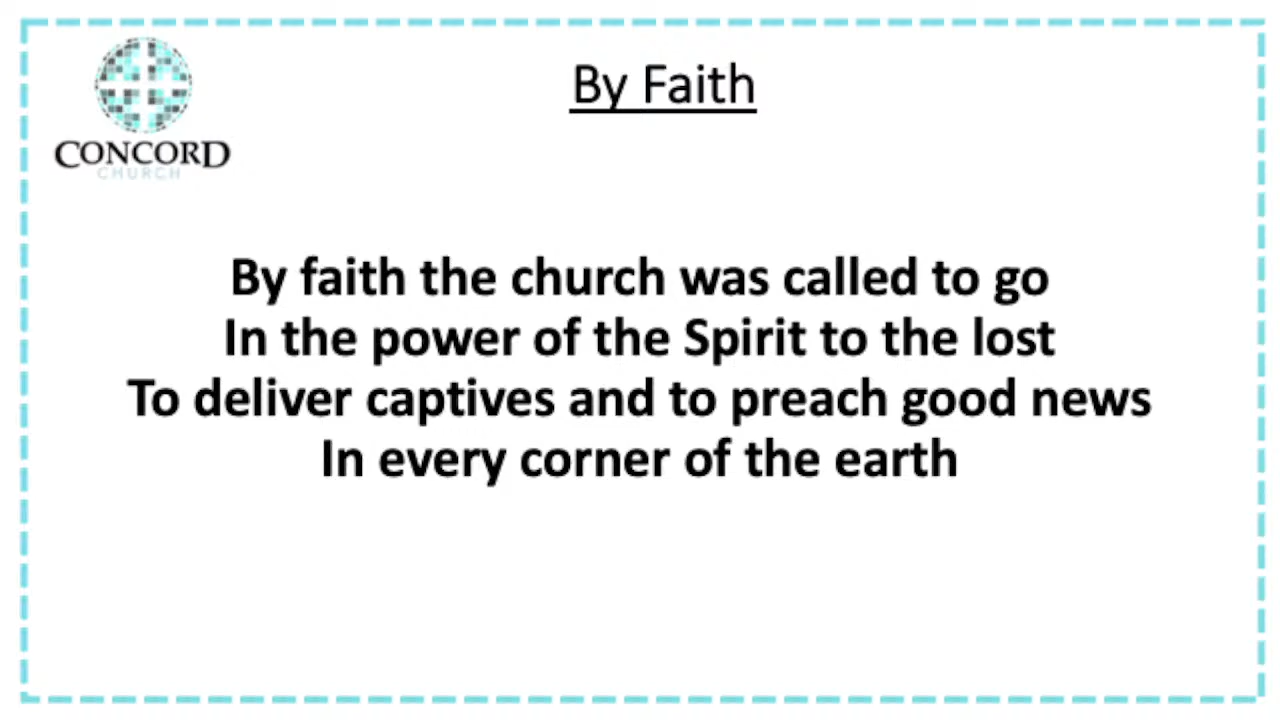 By Faith
CONCORD
CHURCH
By faith the church was called to go
In the power of the Spirit to the lost
To deliver captives and to preach good news
In every corner of the earth